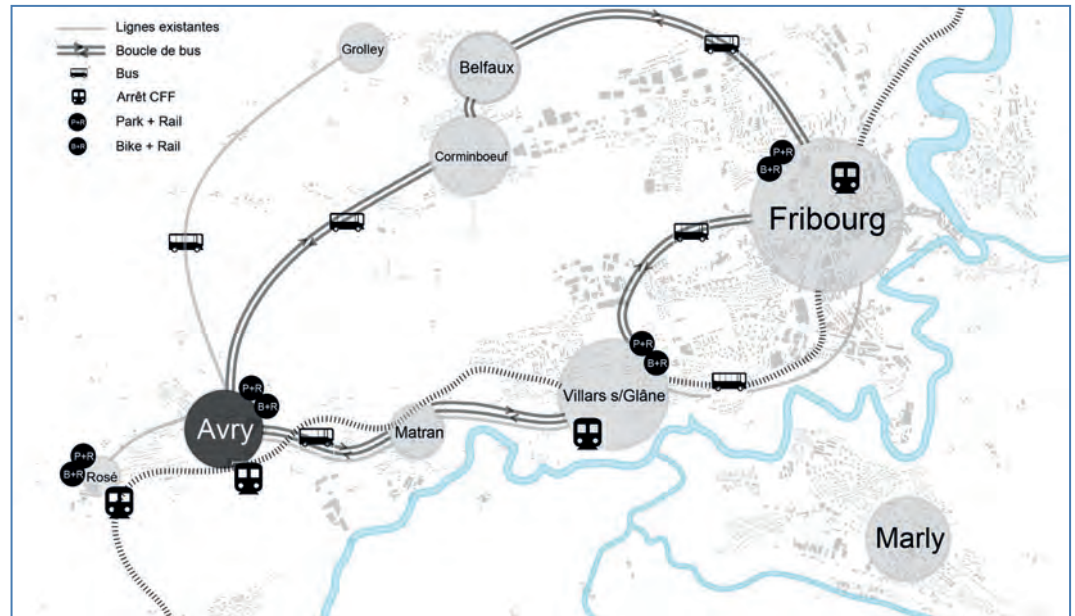 Lignes existantes
Boucle de bus
Bus
Arrêt CFF
P+R Park + Rail
B+R Bike + Rail
Grolley
Belfaux
Corminboeuf
P+R
B+R
Fribourg
P+R
B+R
Villars s/Glâne
P+R
B+R
Avry
Matran
P+R
B+R
Rosé
Marly